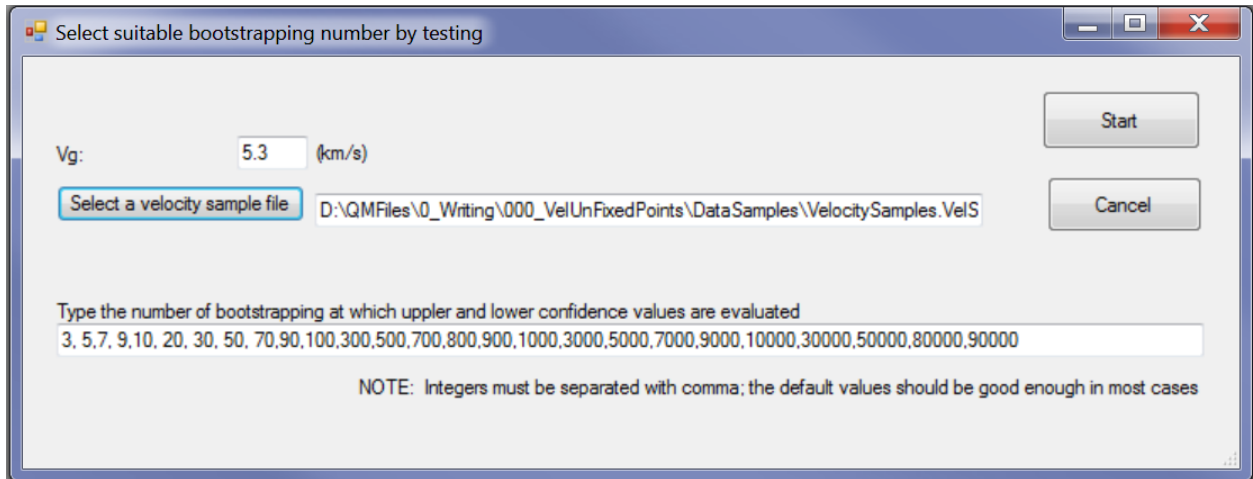 Select suitable bootstrapping number by testing
Start
Vg: 5.3 (km/s)
Select a velocity sample file D:\QMFiles\0_Writing\000_VelUnFixedPoints\DataSamples\VelocitySamples.VelS
Cancel
Type the number of bootstrapping at which uppler and lower confidence values are evaluated
3, 5,7, 9,10, 20, 30, 50, 70,90,100,300,500,700,800,900,1000,3000,5000,7000,9000,10000,30000,50000,80000,90000
NOTE: Integers must be separated with comma; the default values should be good enough in most cases